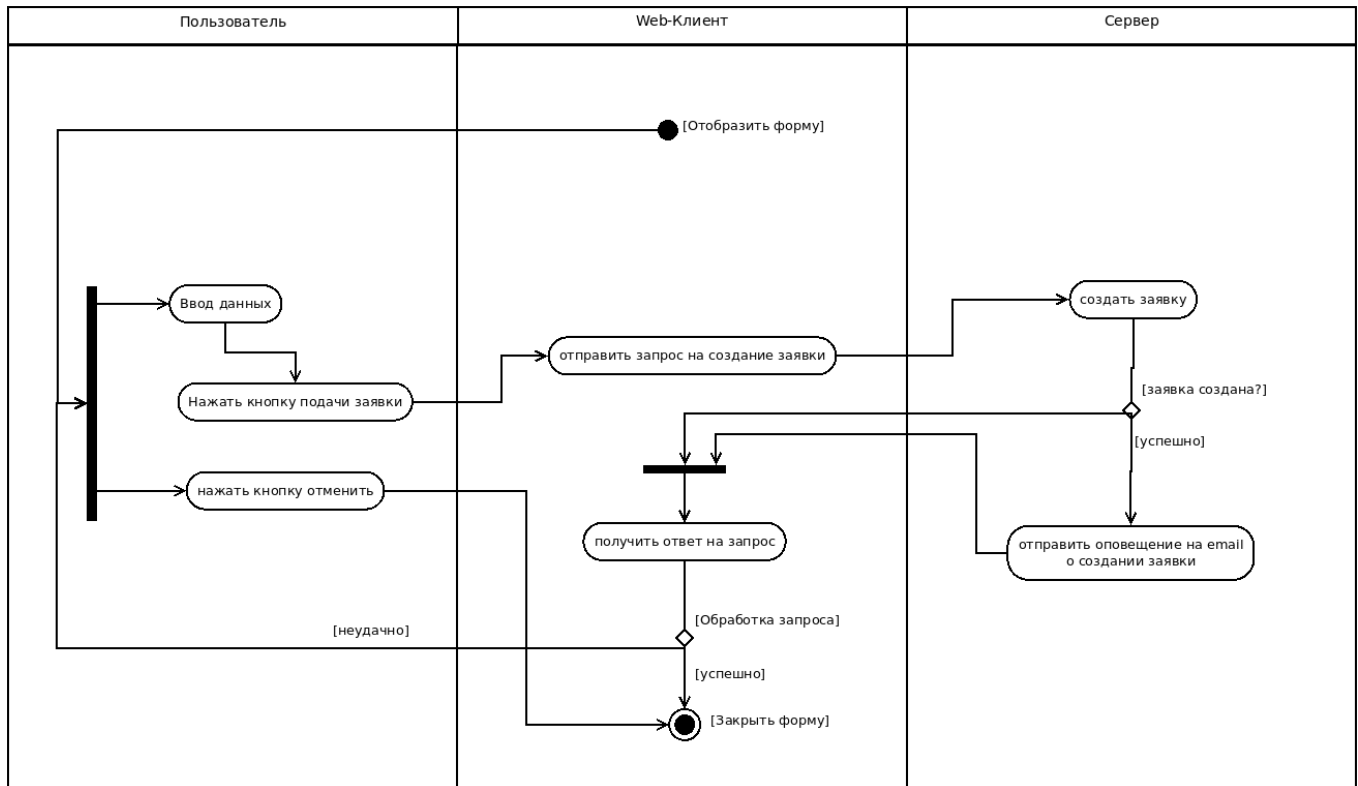 Пользователь
Web-Клиент
Сервер
[Отобразить форму]
Ввод данных
создать заявку
отправить запрос на создание заявки
[заявка создана?]
Нажать кнопку подачи заявки
[успешно]
нажать кнопку отменить
получить ответ на запрос
отправить оповещение на email
о создании заявки
[Обработка запроса]
[неудачно]
[успешно]
[Закрыть форму]